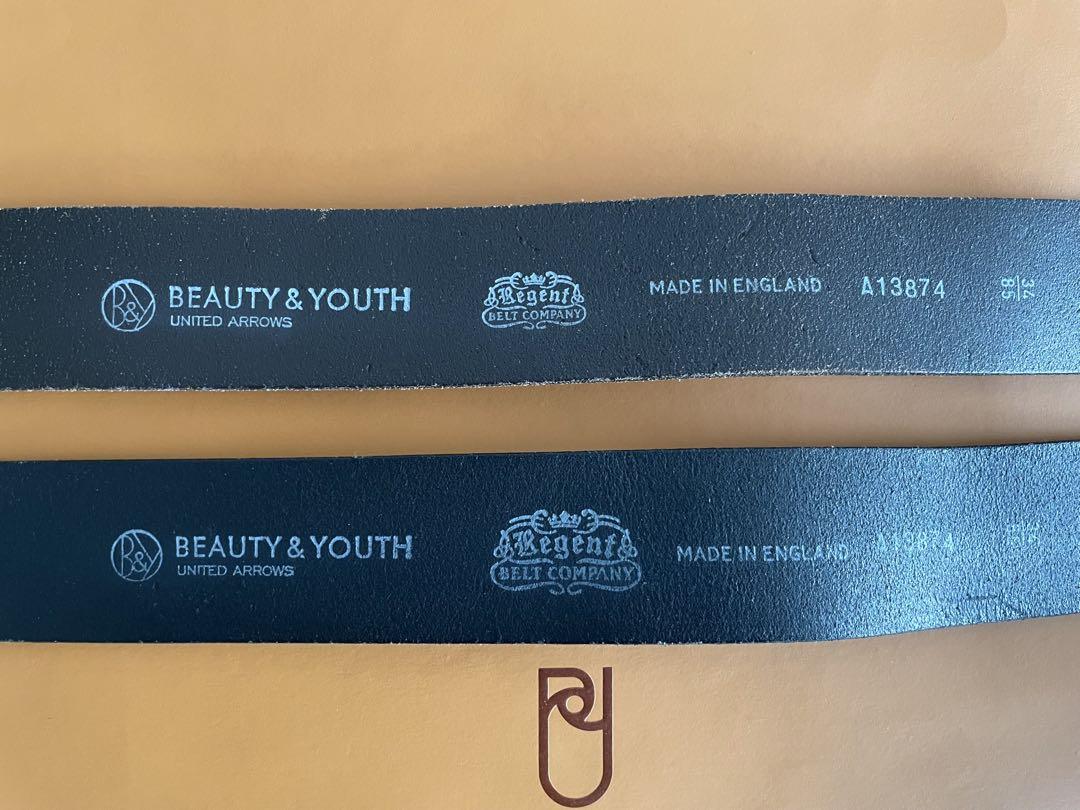 B&Y BEAUTY & YOUTH
UNITED ARROWS
Regent
BELT COMPANY
MADE IN ENGLAND A13874 34
85
B&Y BEAUTY & YOUTH
UNITED ARROWS
Regent
BELT COMPANY
MADE IN ENGLAND A13874